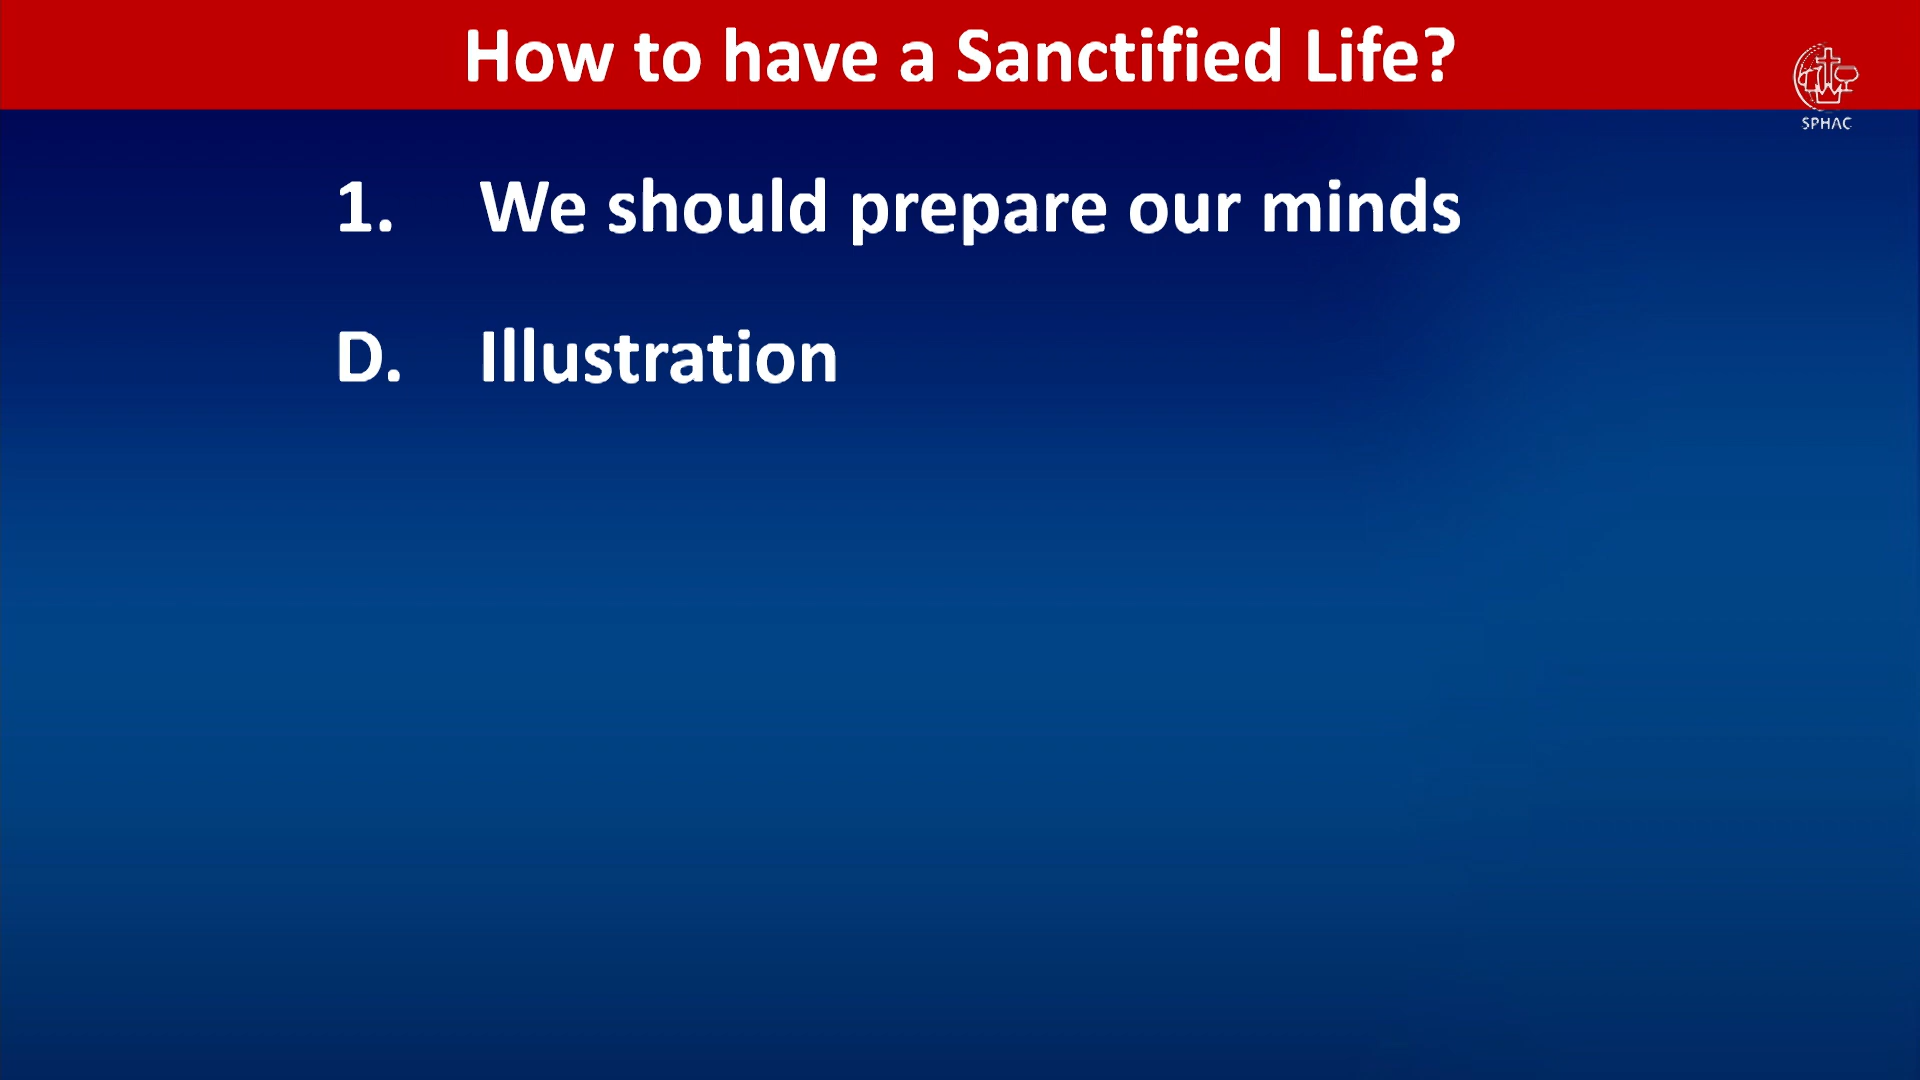 How to have a Sanctified Life?
SPHAC
1. We should prepare our minds
D. Illustration